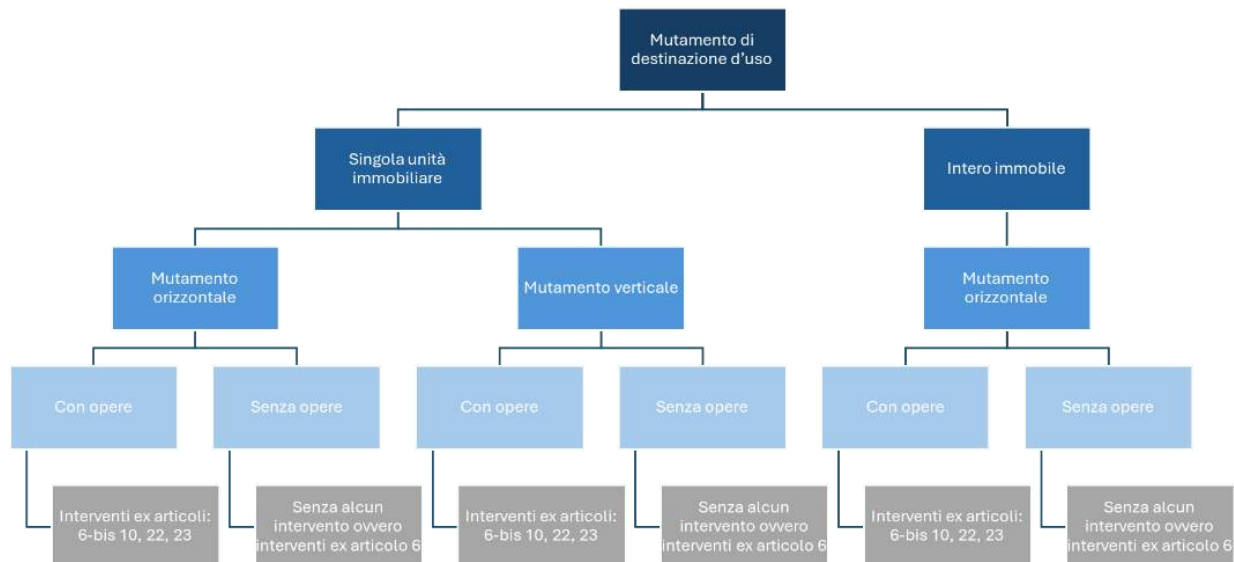 Mutamento di
destinazione d'uso
Singola unità
immobiliare
Intero immobile
Mutamento
orizzontale
Mutamento verticale
Mutamento
orizzontale
Con opere
Senza opere
Con opere
Senza opere
Con opere
Senza opere
Interventi ex articoli:
6-bis 10, 22, 23
Senza alcun
intervento ovvero
interventi ex articolo 6
Interventi ex articoli:
6-bis 10, 22, 23
Senza alcun
intervento ovvero
interventi ex articolo 6
Interventi ex articoli:
6-bis 10, 22, 23
Senza alcun
intervento ovvero
interventi ex articolo 6